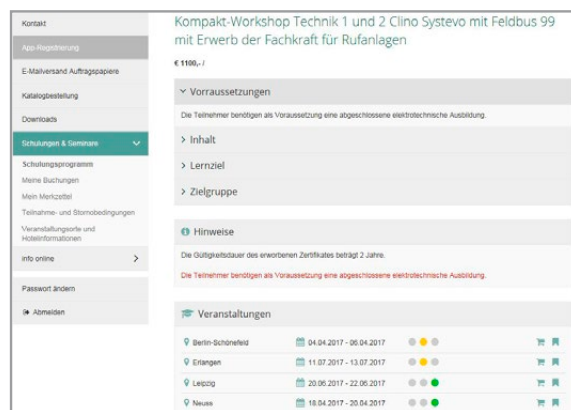 Kontakt
App-Registrierung
E-Mailversand Auftragspapiere
Katalogbestellung
Downloads
Schulungen & Seminare
Schulungsprogramm
Meine Buchungen
Mein Merkzettel
Teilnahme- und Stornobedingungen
Veranstaltungsorte und
Hotelinformationen
info online
Passwort ändern
Abmelden
Kompakt-Workshop Technik 1 und 2 Clino Systevo mit Feldbus 99
mit Erwerb der Fachkraft für Rufanlagen
€ 1100,- /
Vorraussetzungen
Die Teilnehmer benötigen als Voraussetzung eine abgeschlossene elektrotechnische Ausbildung.
Inhalt
Lernziel
Zielgruppe
Hinweise
Die Gültigkeitsdauer des erworbenen Zertifikates beträgt 2 Jahre.
Die Teilnehmer benötigen als Voraussetzung eine abgeschlossene elektrotechnische Ausbildung.
Veranstaltungen
Berlin-Schönefeld 04.04.2017 - 06.04.2017
Erlangen 11.07.2017 - 13.07.2017
Leipzig 20.06.2017 - 22.06.2017
Neuss 18.04.2017 - 20.04.2017